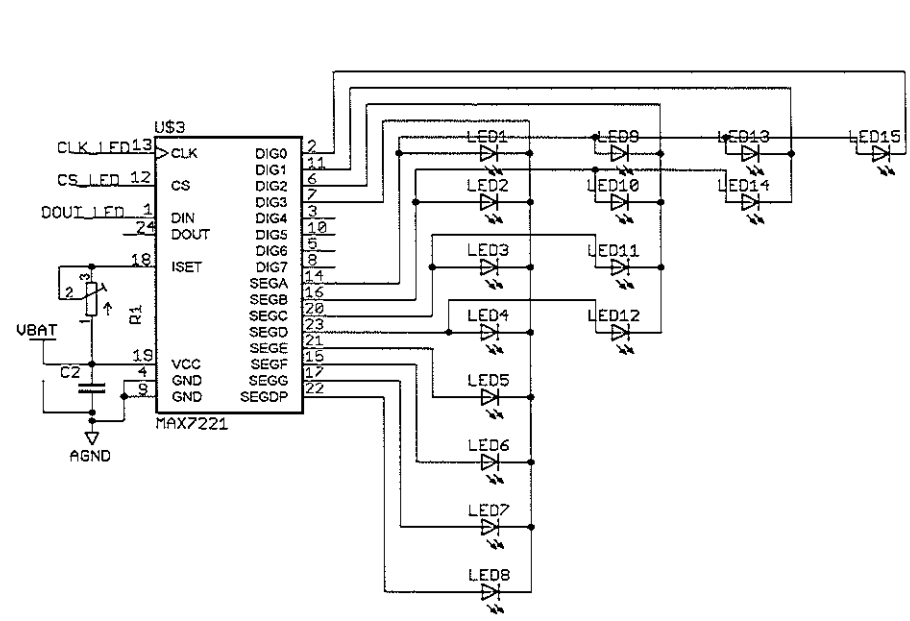 U$3
CLK_LED 13 CLK DIG0 2
DIG1 11
CS_LED 12 CS DIG2 6
DIG3 7
DOUT_LED 1 DIN DIG4 3
24 DOUT DIG5 10
DIG6 5
18 ISET DIG7 8
SEGA 14
SEGB 16
SEGC 20
SEGD 23
SEGE 21
19 VCC SEGF 15
4 GND SEGG 17
9 GND SEGDP 22
MAX7221
3
2
1
R1
VBAT
C2
AGND
LED1 LED9 LED13 LED15
LED2 LED10 LED14
LED3 LED11
LED4 LED12
LED5
LED6
LED7
LED8